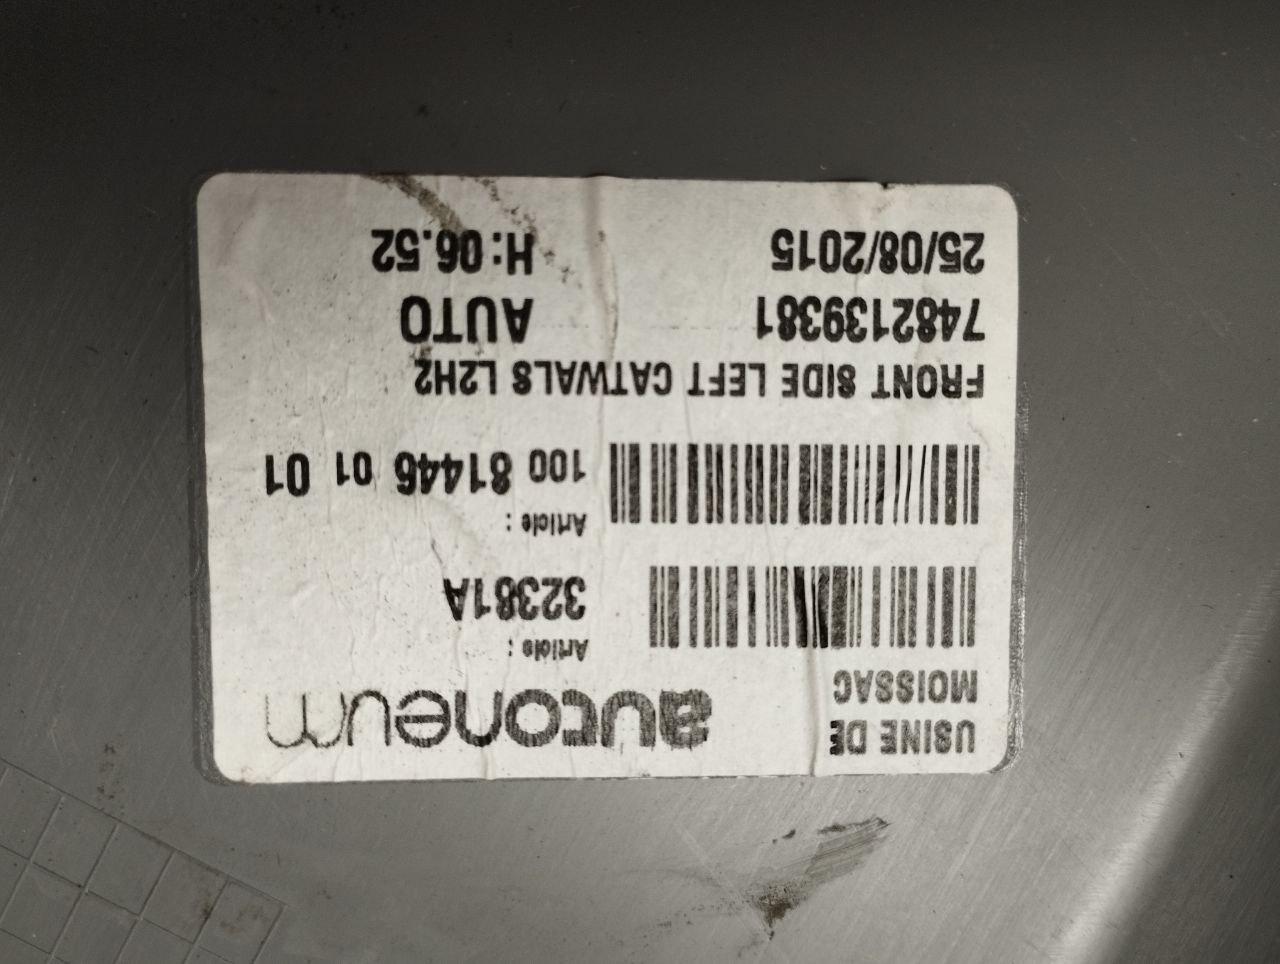 USINE DE
MOISSAC
autoneum
Article :
32381A
Article :
100 81446 01 01
FRONT SIDE LEFT CATWALS L2H2
7482139381 AUTO
25/08/2015 H:06.52